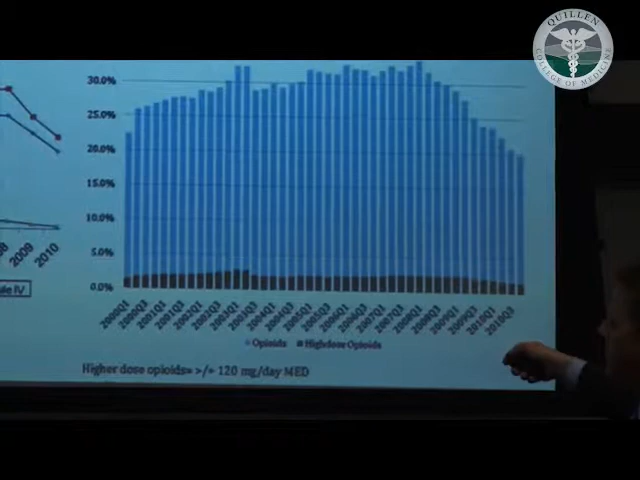 QUILLEN
COLLEGE OF MEDICINE
30.0%
25.0%
20.0%
15.0%
10.0%
5.0%
0.0%
2009
2010
le IV
2000Q1
2000Q3
2001Q1
2001Q3
2002Q1
2002Q3
2003Q1
2003Q3
2004Q1
2004Q3
2005Q1
2005Q3
2006Q1
2006Q3
2007Q1
2007Q3
2008Q1
2008Q3
2009Q1
2009Q3
2010Q1
2010Q3
Opioids Highdose Opioids
Higher dose opioids= >/= 120 mg/day MED